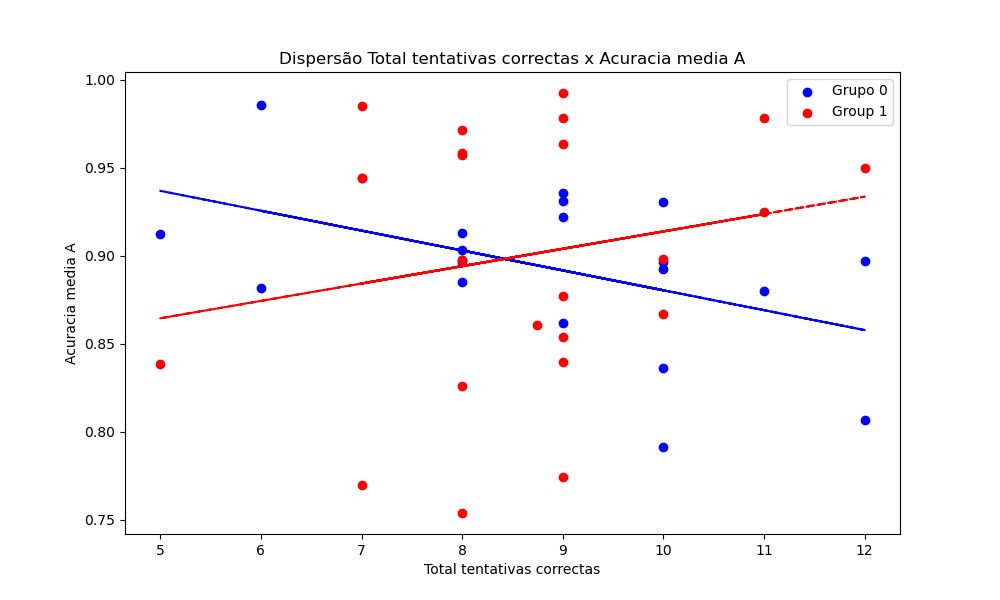 Dispersão Total tentativas correctas x Acuracia media A
Grupo 0
Group 1
1.00
0.95
0.90
0.85
0.80
0.75
Acuracia media A
5 6 7 8 9 10 11 12
Total tentativas correctas